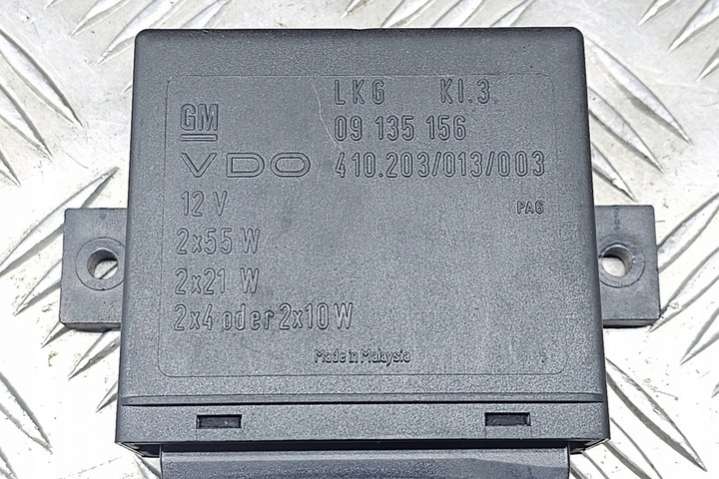 LKG Kl.3.
GM 09 135 156
VDO 410.203/013/003
12 V PA6
2x55 W
2x21 W
2x4 oder 2x10W
Made in Malaysia